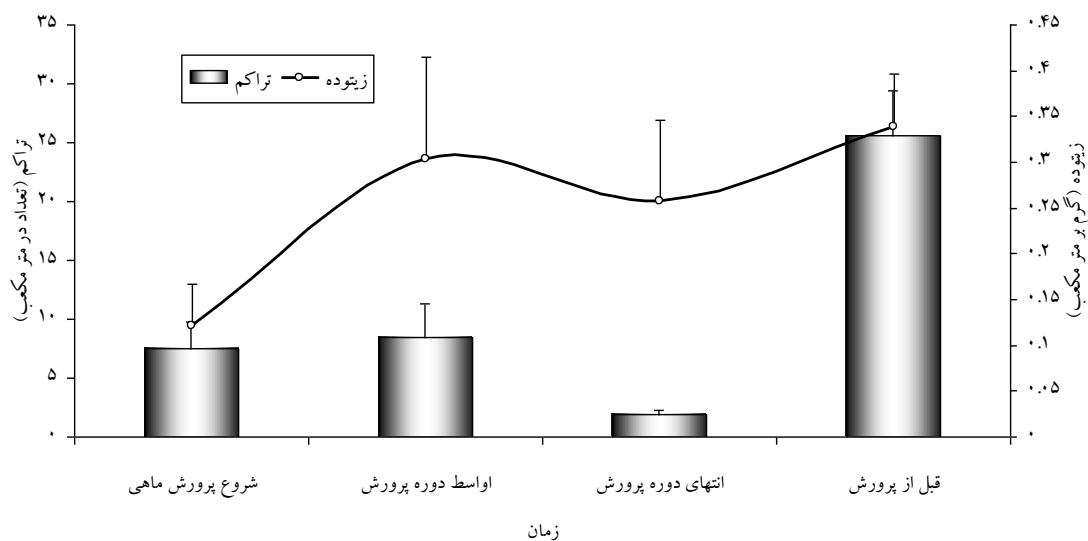 ۳۵
۳۰
۲۵
۲۰
۱۵
۱۰
۵
۰
تراکم (تعداد در متر مکعب)
تراکم
زیتوده
۰.۴۵
۰.۴
۰.۳۵
۰.۳
۰.۲۵
۰.۲
۰.۱۵
۰.۱
۰.۰۵
۰
زیتوده (گرم بر متر مکعب)
شروع پرورش ماهی
اواسط دوره پرورش
انتهای دوره پرورش
قبل از پرورش
زمان